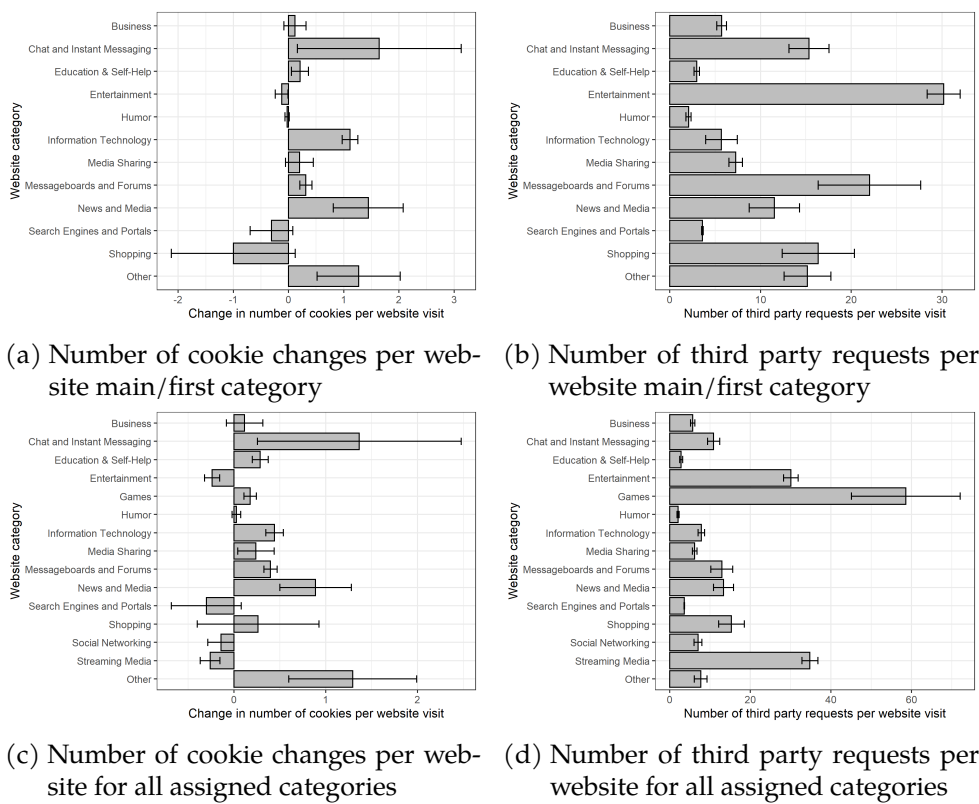 Website category
Business
Chat and Instant Messaging
Education & Self-Help
Entertainment
Humor
Information Technology
Media Sharing
Messageboards and Forums
News and Media
Search Engines and Portals
Shopping
Other
-2 -1 0 1 2 3
Change in number of cookies per website visit
(a) Number of cookie changes per web-
site main/first category
Website category
Business
Chat and Instant Messaging
Education & Self-Help
Entertainment
Humor
Information Technology
Media Sharing
Messageboards and Forums
News and Media
Search Engines and Portals
Shopping
Other
0 10 20 30
Number of third party requests per website visit
(b) Number of third party requests per
website main/first category
Website category
Business
Chat and Instant Messaging
Education & Self-Help
Entertainment
Games
Humor
Information Technology
Media Sharing
Messageboards and Forums
News and Media
Search Engines and Portals
Shopping
Social Networking
Streaming Media
Other
0 1 2
Change in number of cookies per website visit
(c) Number of cookie changes per web-
site for all assigned categories
Website category
Business
Chat and Instant Messaging
Education & Self-Help
Entertainment
Games
Humor
Information Technology
Media Sharing
Messageboards and Forums
News and Media
Search Engines and Portals
Shopping
Social Networking
Streaming Media
Other
0 20 40 60
Number of third party requests per website visit
(d) Number of third party requests per
website for all assigned categories